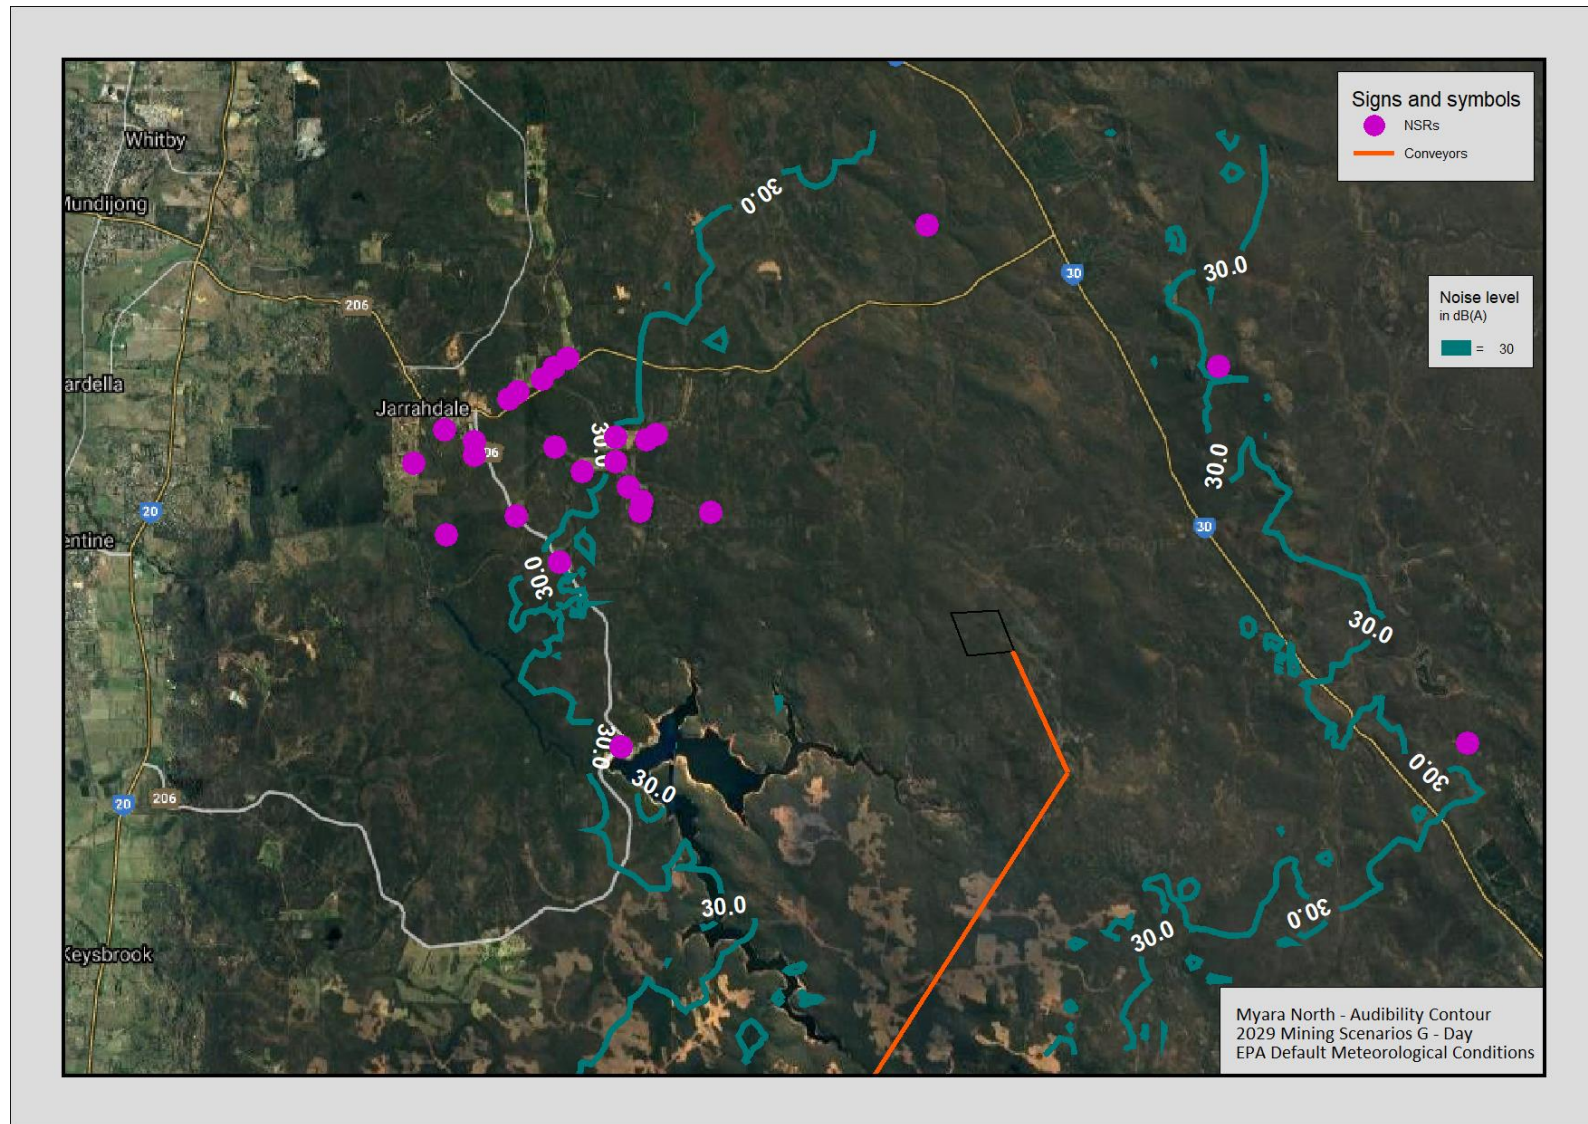 Signs and symbols
NSRs
Conveyors
Whitby
Mundijong
30.0
30.0
30
Noise level
in dB(A)
= 30
206
ardella
Jarrahdale
30.0
206
30.0
20
30
entine
30.0
30.0
30.0
30.0
30.0
20
206
30.0
30.0
30.0
Keysbrook
Myara North - Audibility Contour
2029 Mining Scenarios G - Day
EPA Default Meteorological Conditions